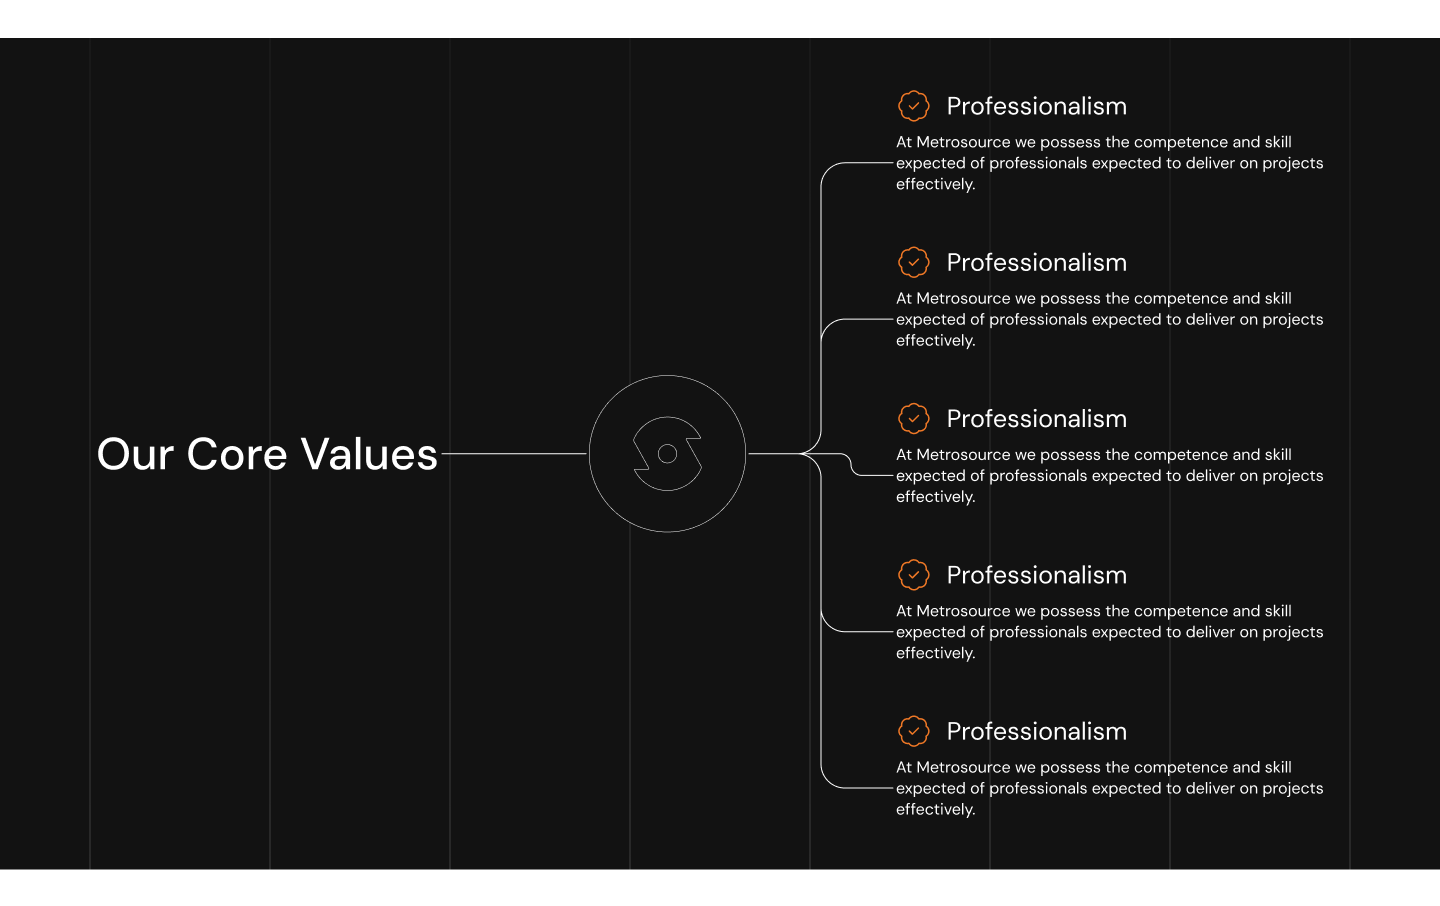 Our Core Values
Professionalism
At Metrosource we possess the competence and skill
expected of professionals expected to deliver on projects
effectively.
Professionalism
At Metrosource we possess the competence and skill
expected of professionals expected to deliver on projects
effectively.
Professionalism
At Metrosource we possess the competence and skill
expected of professionals expected to deliver on projects
effectively.
Professionalism
At Metrosource we possess the competence and skill
expected of professionals expected to deliver on projects
effectively.
Professionalism
At Metrosource we possess the competence and skill
expected of professionals expected to deliver on projects
effectively.